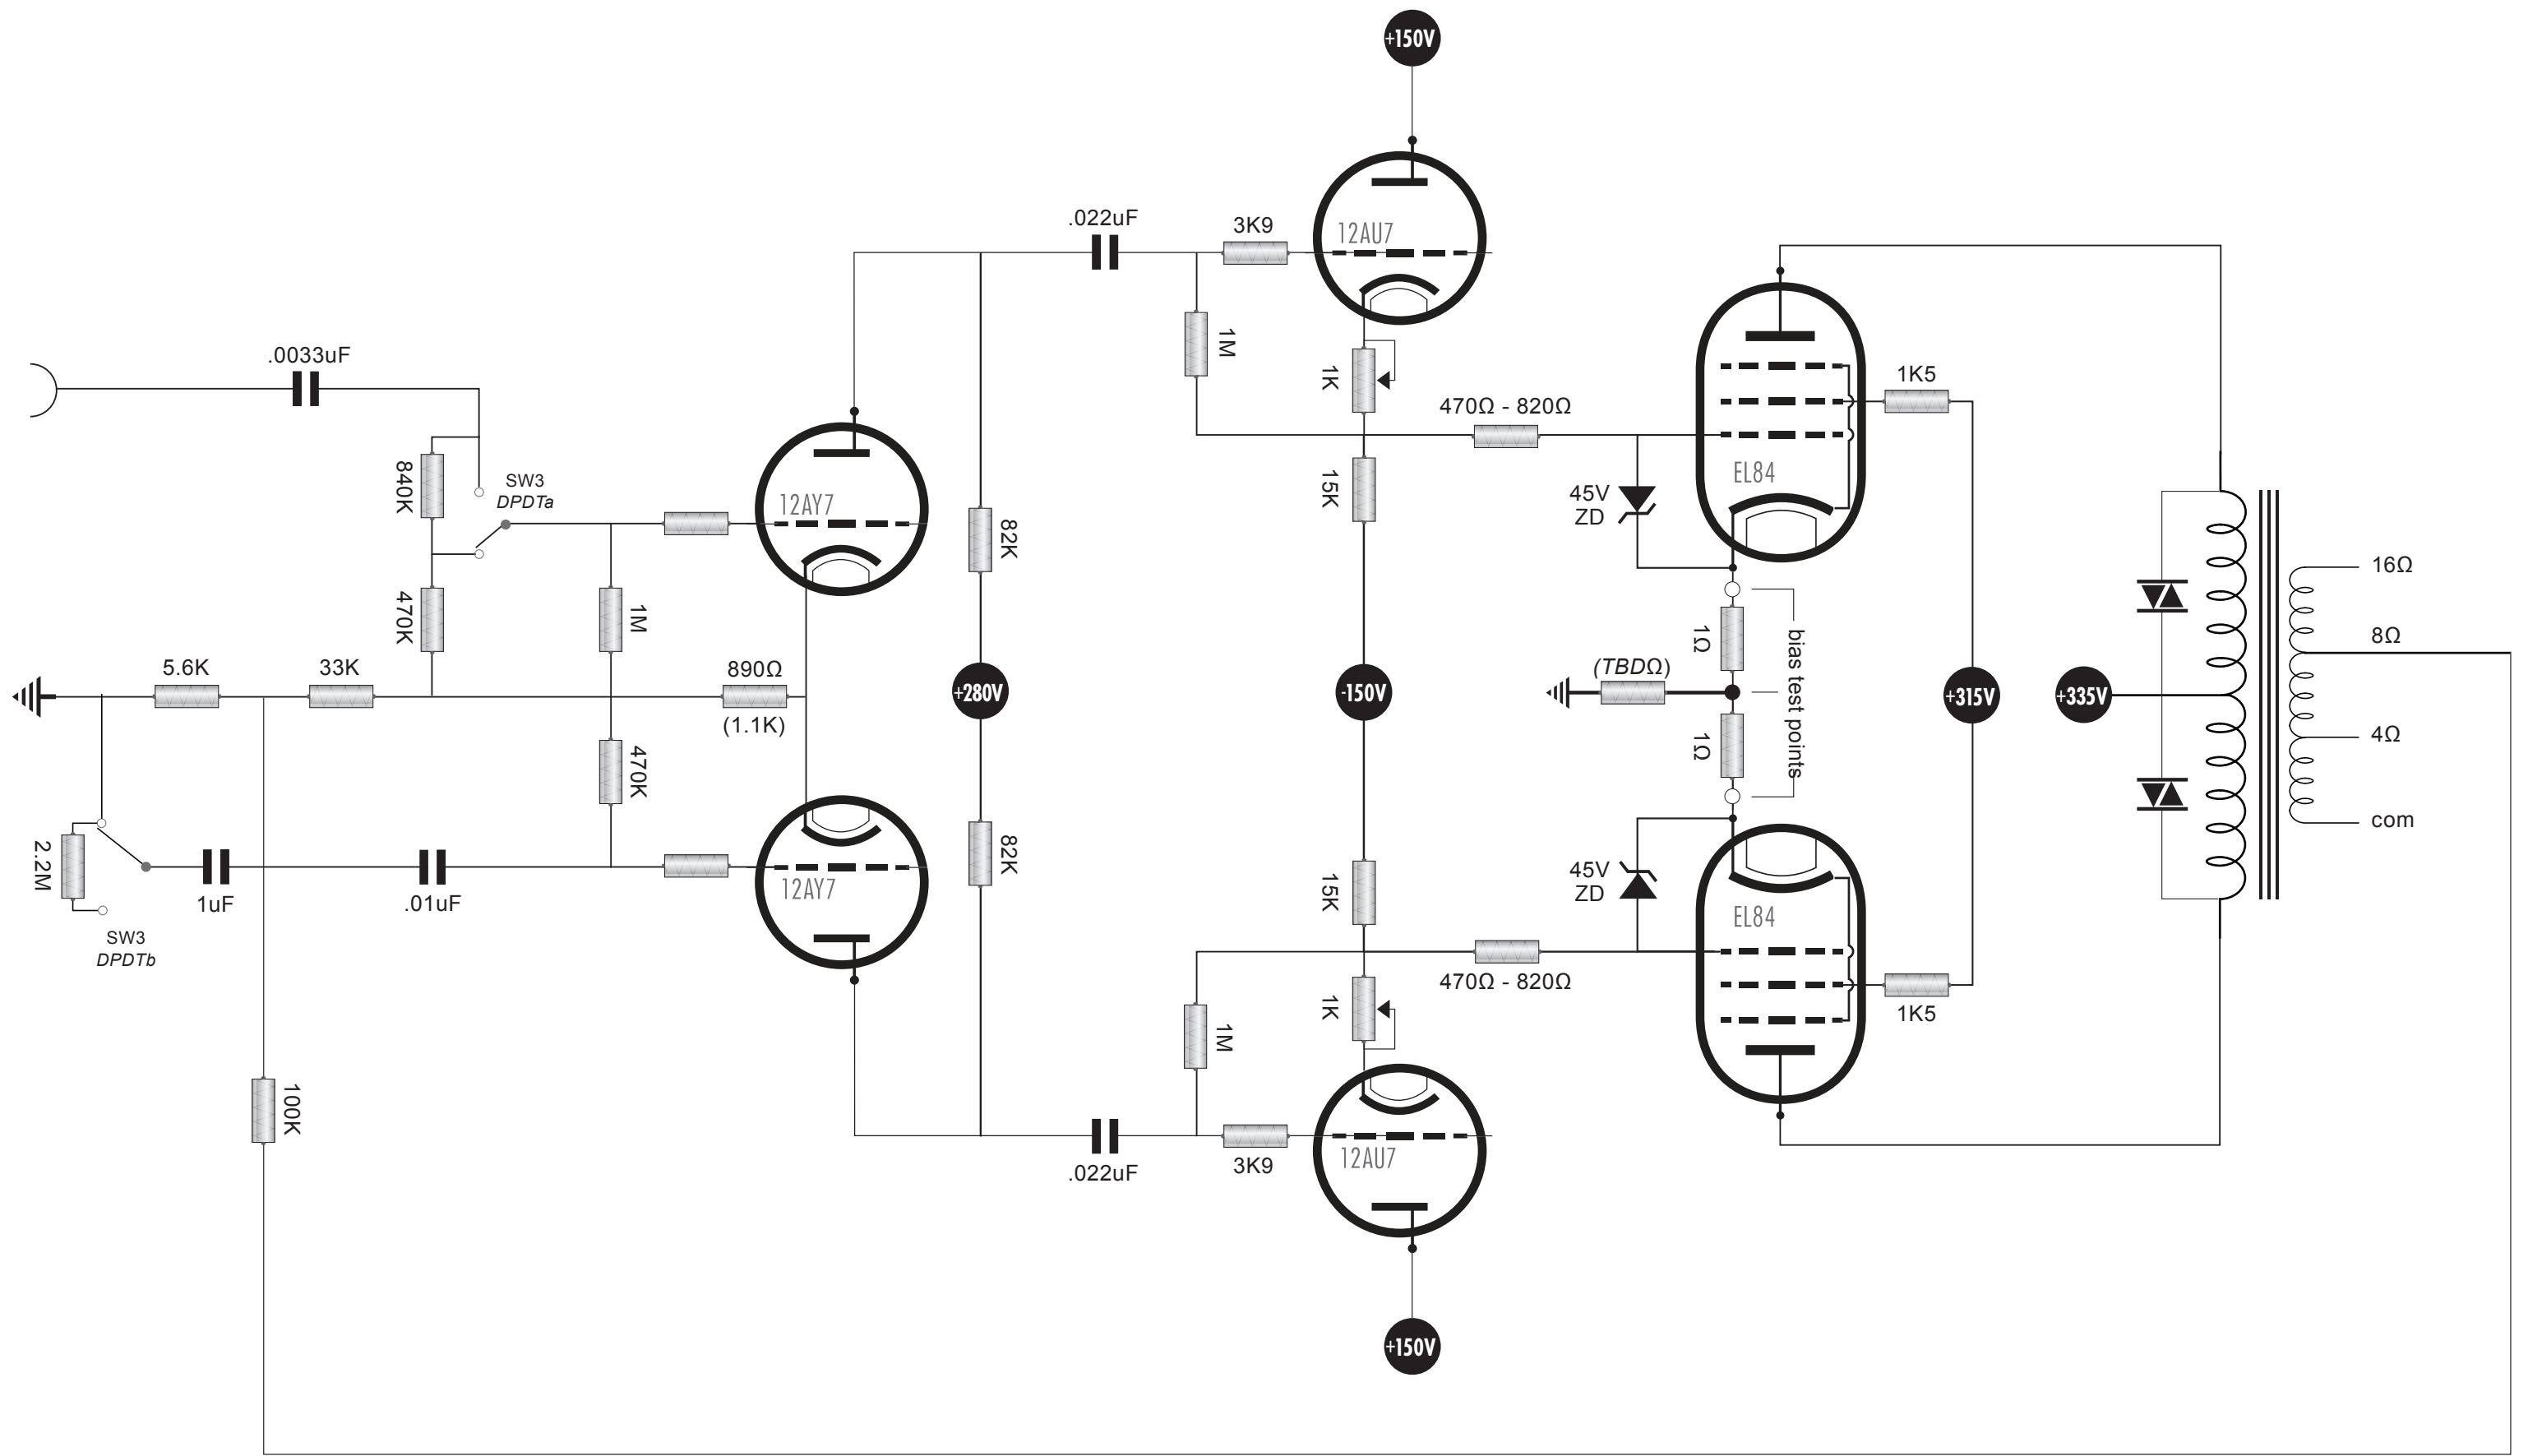 +150V
.022uF
3K9
12AU7
1M
1K
.0033uF
470Ω - 820Ω
1K5
840K
SW3
DPDTa
12AY7
15K
45V
ZD
EL84
82K
16Ω
470K
1M
1Ω
bias test points
8Ω
5.6K
33K
890Ω
(1.1K)
+280V
-150V
(TBDΩ)
+315V
+335V
470K
1Ω
4Ω
com
2.2M
1uF
.01uF
SW3
DPDTb
12AY7
82K
15K
45V
ZD
EL84
470Ω - 820Ω
1K
1K5
1M
100K
.022uF
3K9
12AU7
+150V